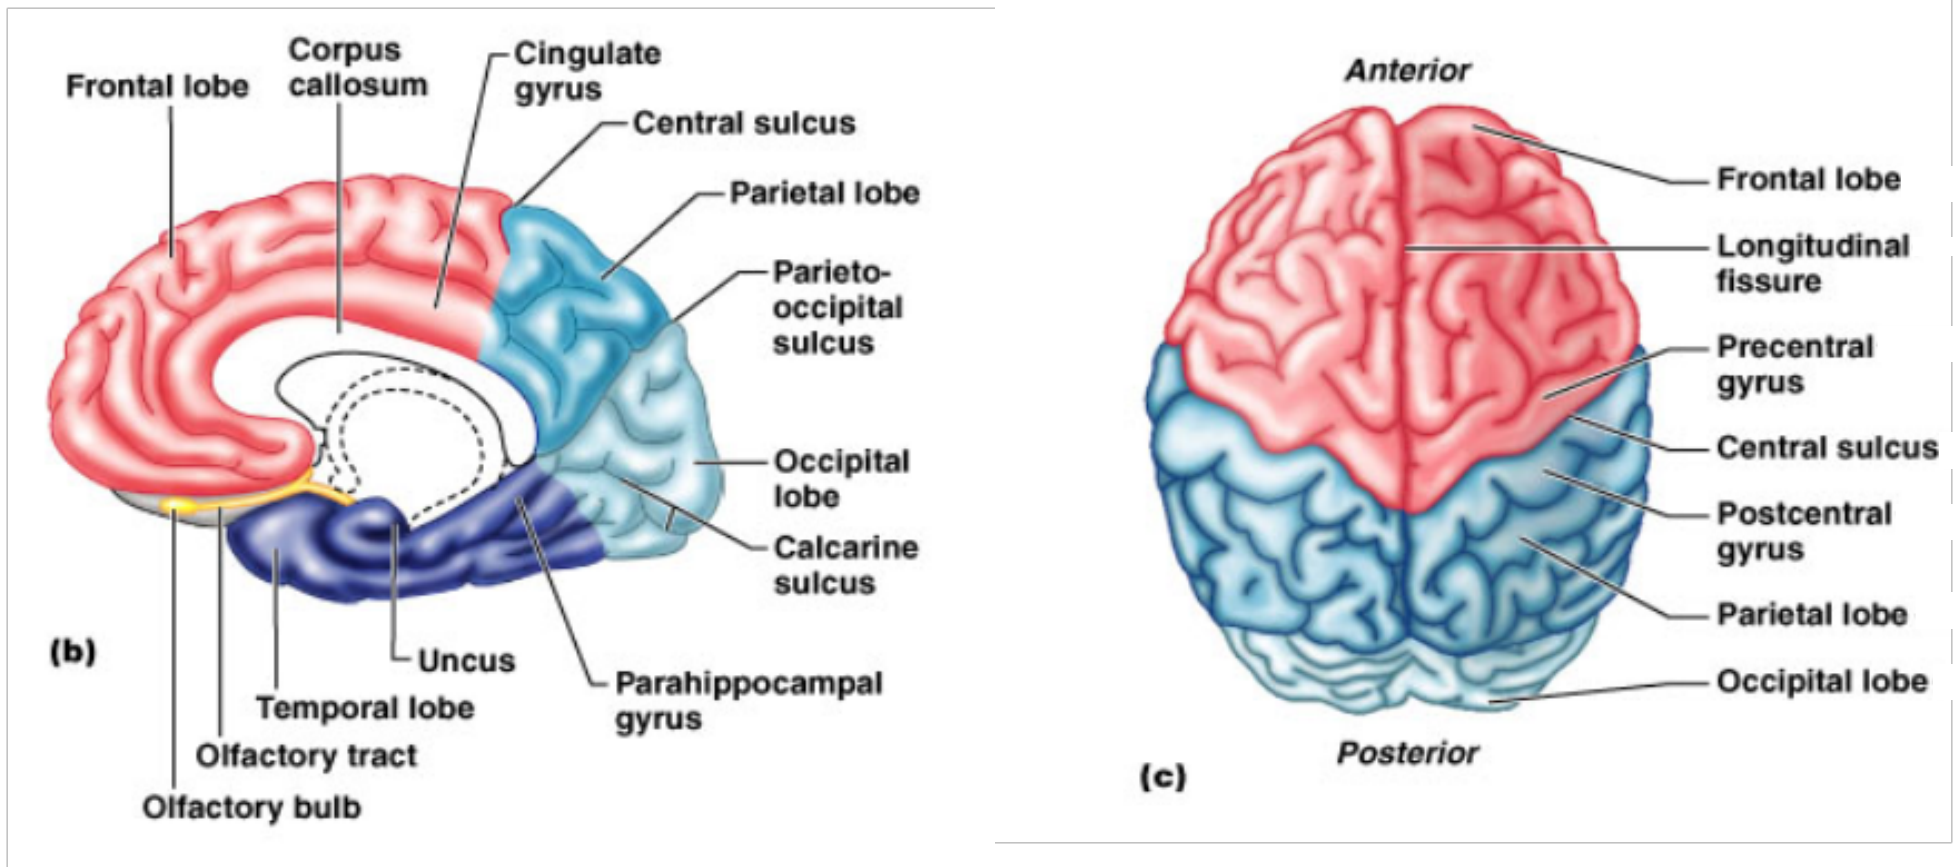 Frontal lobe
Corpus
callosum
Cingulate
gyrus
Central sulcus
Parietal lobe
Parieto-
occipital
sulcus
Occipital
lobe
Calcarine
sulcus
(b)
Uncus
Parahippocampal
gyrus
Temporal lobe
Olfactory tract
Olfactory bulb
Anterior
Frontal lobe
Longitudinal
fissure
Precentral
gyrus
Central sulcus
Postcentral
gyrus
Parietal lobe
Occipital lobe
Posterior
(c)